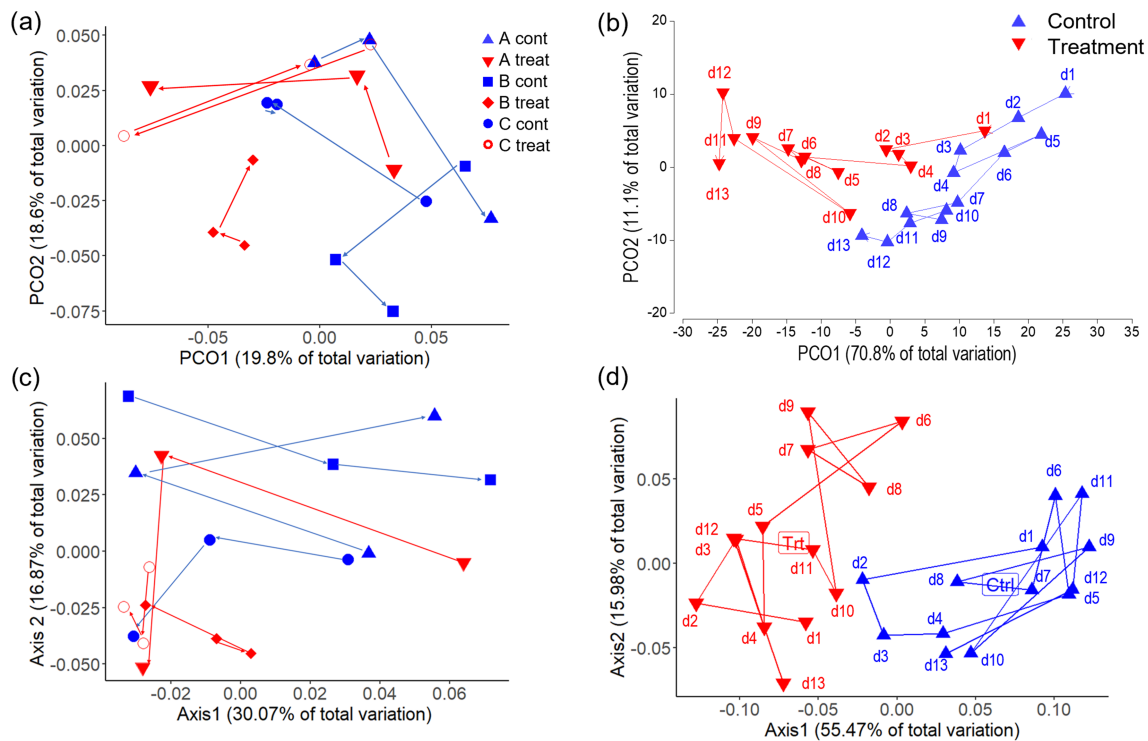 (a)
0.050
0.025
0.000
-0.025
-0.050
-0.075
PCO2 (18.6% of total variation)
-0.05
0.00
0.05
PCO1 (19.8% of total variation)
A cont
A treat
B cont
B treat
C cont
C treat
(b)
20
10
0
-10
-20
PCO2 (11.1% of total variation)
-30
-25
-20
-15
-10
-5
0
5
10
15
20
25
30
35
PCO1 (70.8% of total variation)
Control
Treatment
d12
d11
d13
d9
d7
d6
d8
d5
d10
d2
d3
d1
d4
d1
d2
d3
d5
d4
d6
d7
d8
d10
d9
d11
d12
d13
(c)
0.050
0.025
0.000
-0.025
-0.050
Axis 2 (16.87% of total variation)
-0.02
0.00
0.02
0.04
0.06
Axis1 (30.07% of total variation)
(d)
0.05
0.00
-0.05
Axis2 (15.98% of total variation)
-0.10
-0.05
0.00
0.05
0.10
Axis1 (55.47% of total variation)
d9
d6
d7
d8
d5
d12
d3
Trt
d11
d2
d10
d4
d1
d13
d6
d11
d1
d9
d2
d8
Ctrl
d7
d12
d5
d4
d3
d13
d10